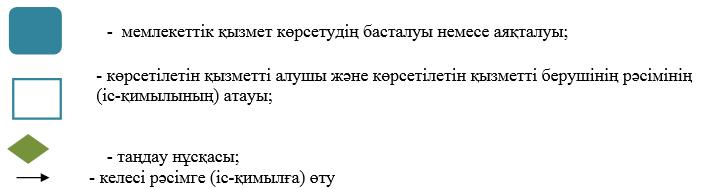 - мемлекеттік қызмет көрсетудің басталуы немесе аяқталуы;
- көрсетілетін қызметті алушы және көрсетілетін қызметті берушінің рәсімінің
(іс-қимылының) атауы;
- таңдау нұсқасы;
- келесі рәсімге (іс-қимылға) өту